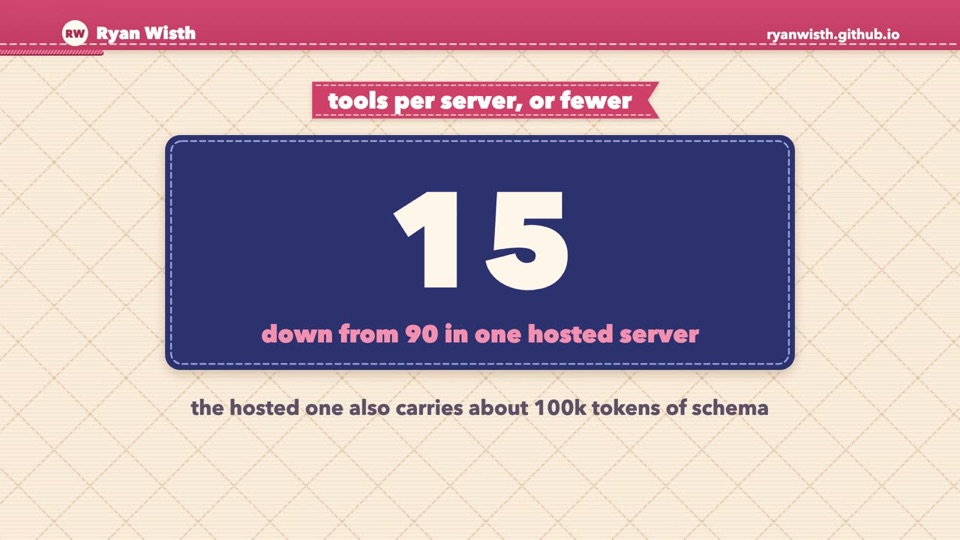 RW Ryan Wisth
ryanwisth.github.io
tools per server, or fewer
15
down from 90 in one hosted server
the hosted one also carries about 100k tokens of schema